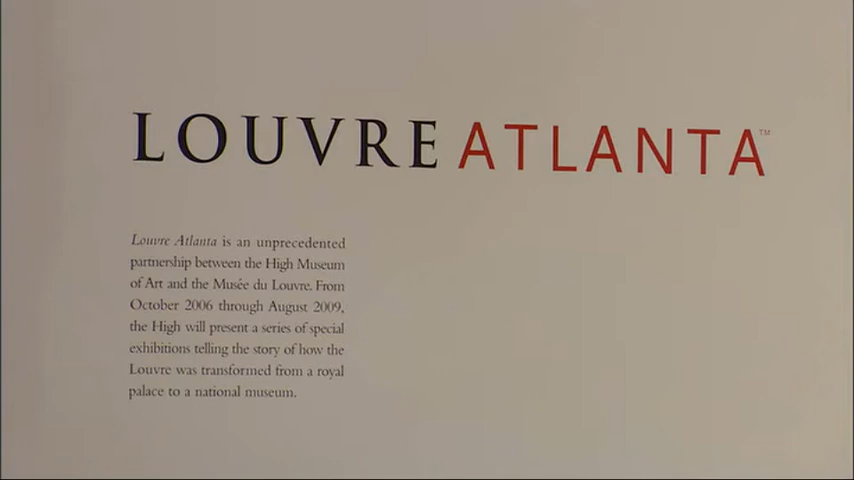 LOUVRE ATLANTA™
Louvre Atlanta is an unprecedented
partnership between the High Museum
of Art and the Musée du Louvre. From
October 2006 through August 2009,
the High will present a series of special
exhibitions telling the story of how the
Louvre was transformed from a royal
palace to a national museum.